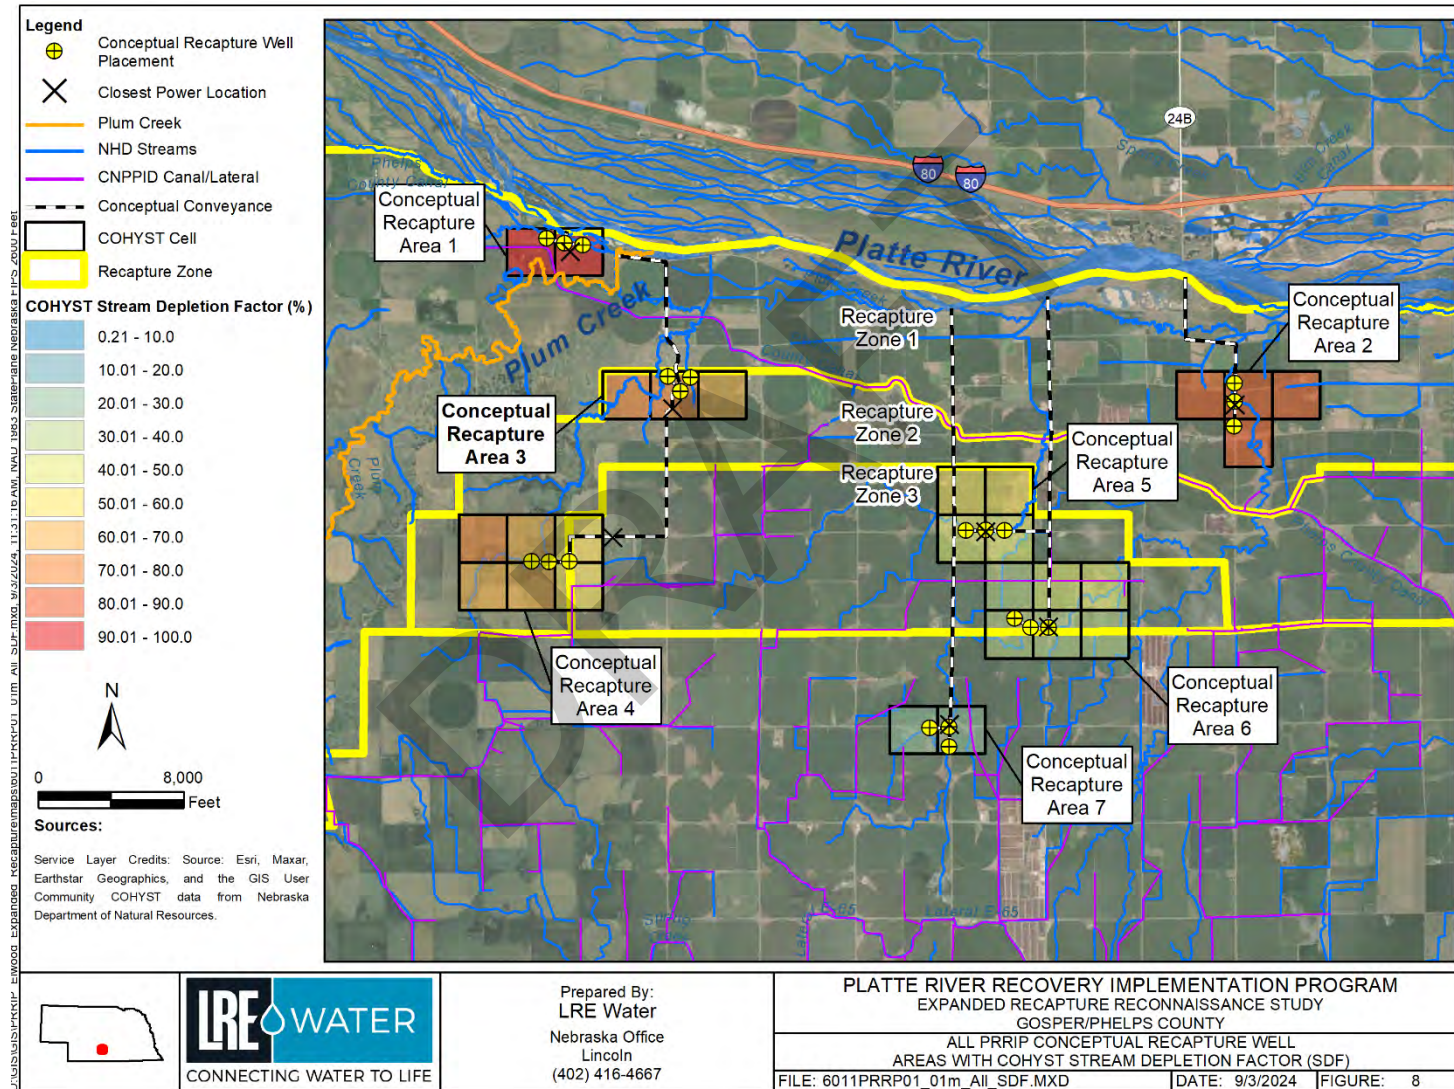 Legend
Conceptual Recapture Well
Placement
Closest Power Location
Plum Creek
NHD Streams
CNPPID Canal/Lateral
Conceptual Conveyance
COHYST Cell
Recapture Zone
COHYST Stream Depletion Factor (%)
0.21 - 10.0
10.01 - 20.0
20.01 - 30.0
30.01 - 40.0
40.01 - 50.0
50.01 - 60.0
60.01 - 70.0
70.01 - 80.0
80.01 - 90.0
90.01 - 100.0
N
0 8,000
Feet
Sources:
Service Layer Credits: Source: Esri, Maxar,
Earthstar Geographics, and the GIS User
Community COHYST data from Nebraska
Department of Natural Resources.
24B
80
80
Phelps
County Canal
Conceptual
Recapture
Area 1
Platte River
Plum Creek
Recapture
Zone 1
Conceptual
Recapture
Area 2
Conceptual
Recapture
Area 3
Recapture
Zone 2
Recapture
Zone 3
Conceptual
Recapture
Area 5
Plum
Creek
Conceptual
Recapture
Area 4
Conceptual
Recapture
Area 6
Conceptual
Recapture
Area 7
Lateral E-65
DRAFT
LRE WATER
CONNECTING WATER TO LIFE
Prepared By:
LRE Water
Nebraska Office
Lincoln
(402) 416-4667
PLATTE RIVER RECOVERY IMPLEMENTATION PROGRAM
EXPANDED RECAPTURE RECONNAISSANCE STUDY
GOSPER/PHELPS COUNTY
ALL PRRIP CONCEPTUAL RECAPTURE WELL
AREAS WITH COHYST STREAM DEPLETION FACTOR (SDF)
FILE: 6011PRRP01_01m_All_SDF.MXD
DATE: 9/3/2024
FIGURE: 8